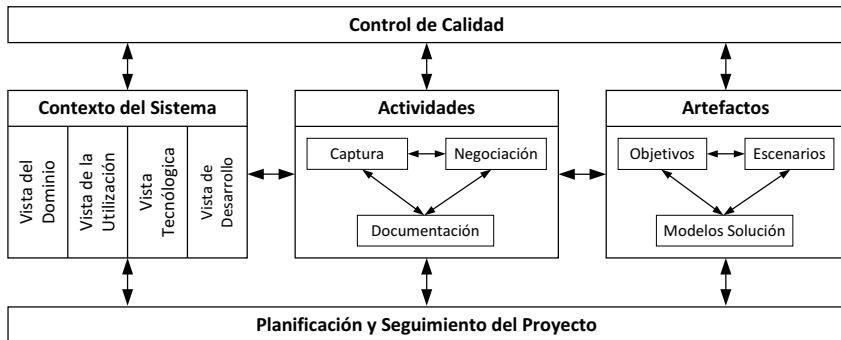 Control de Calidad
Contexto del Sistema
Vista del
Dominio
Vista de la
Utilización
Vista
Tecnólogica
Vista de
Desarrollo
Actividades
Captura
Negociación
Documentación
Artefactos
Objetivos
Escenarios
Modelos Solución
Planificación y Seguimiento del Proyecto